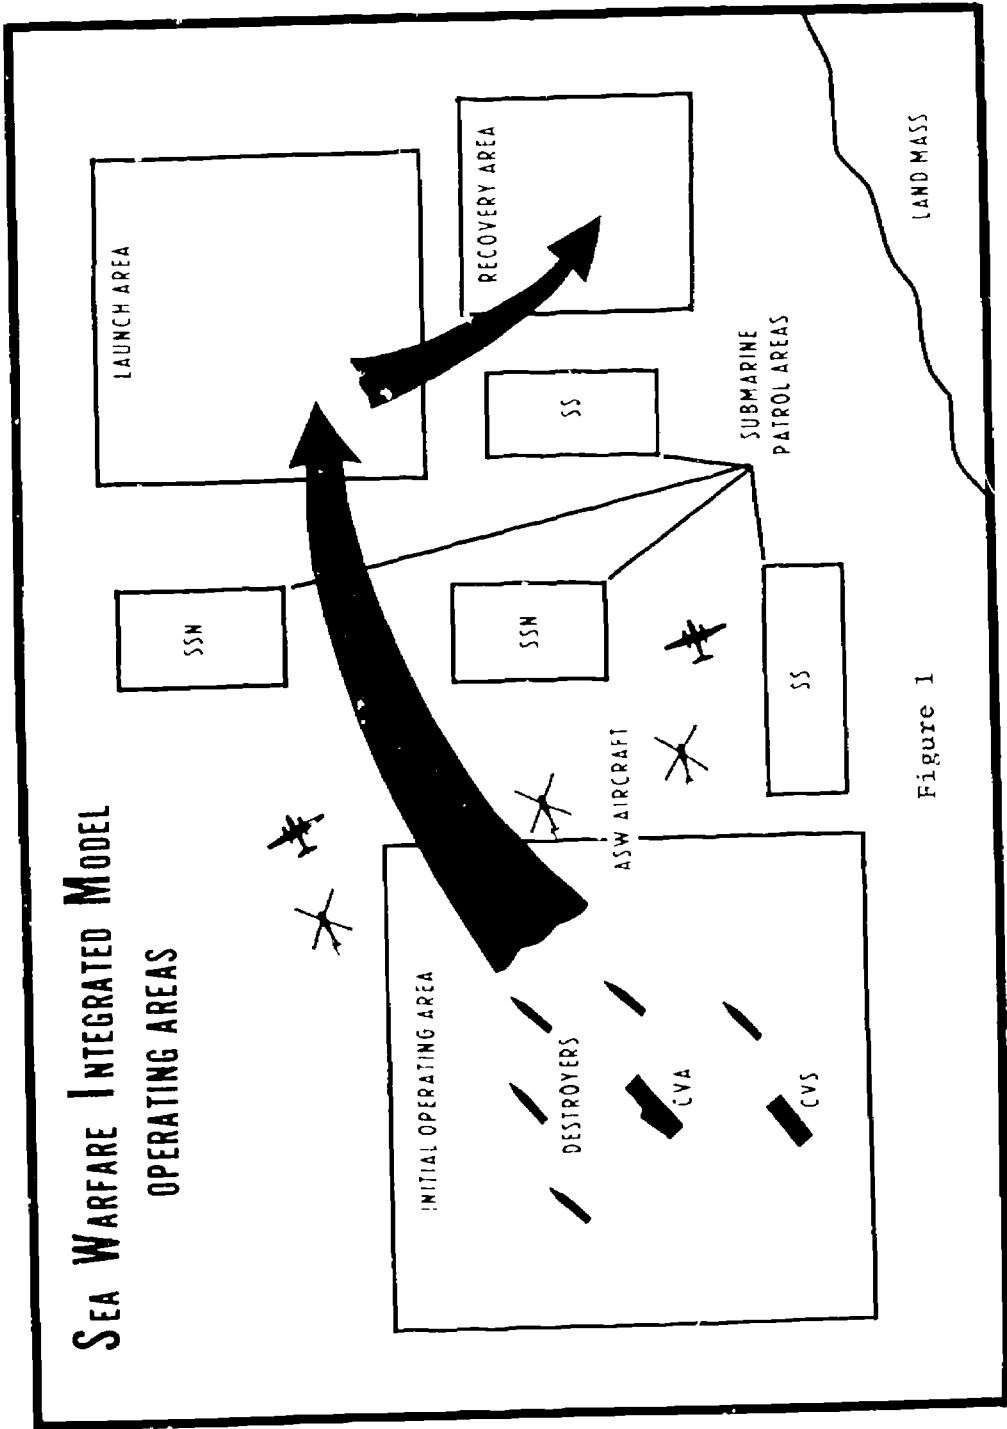 SEA WARFARE INTEGRATED MODEL
OPERATING AREAS
LAUNCH AREA
SSN
INITIAL OPERATING AREA
RECOVERY AREA
SSN
SS
DESTROYERS
ASW AIRCRAFT
CVA
SUBMARINE
PATROL AREAS
CVS
SS
LAND MASS
Figure 1